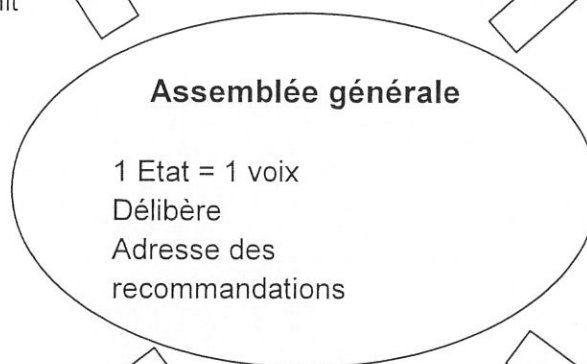 Assemblée générale
1 Etat = 1 voix
Délibère
Adresse des
recommandations